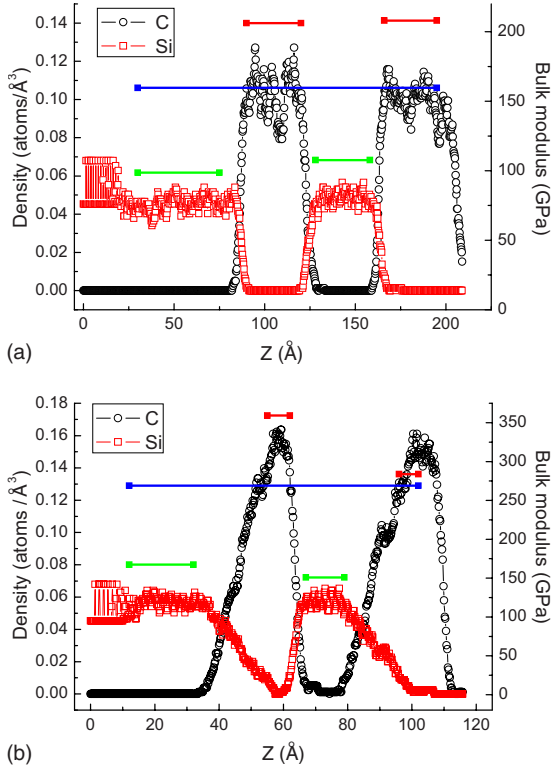 C
Si
0.14
0.12
0.10
0.08
0.06
0.04
0.02
0.00
Density (atoms/Å³)
200
150
100
50
0
Bulk modulus (GPa)
0 50 100 150 200
Z (Å)
(a)
C
Si
0.18
0.16
0.14
0.12
0.10
0.08
0.06
0.04
0.02
0.00
Density (atoms / Å³)
350
300
250
200
150
100
50
0
Bulk modulus (GPa)
0 20 40 60 80 100 120
Z (Å)
(b)